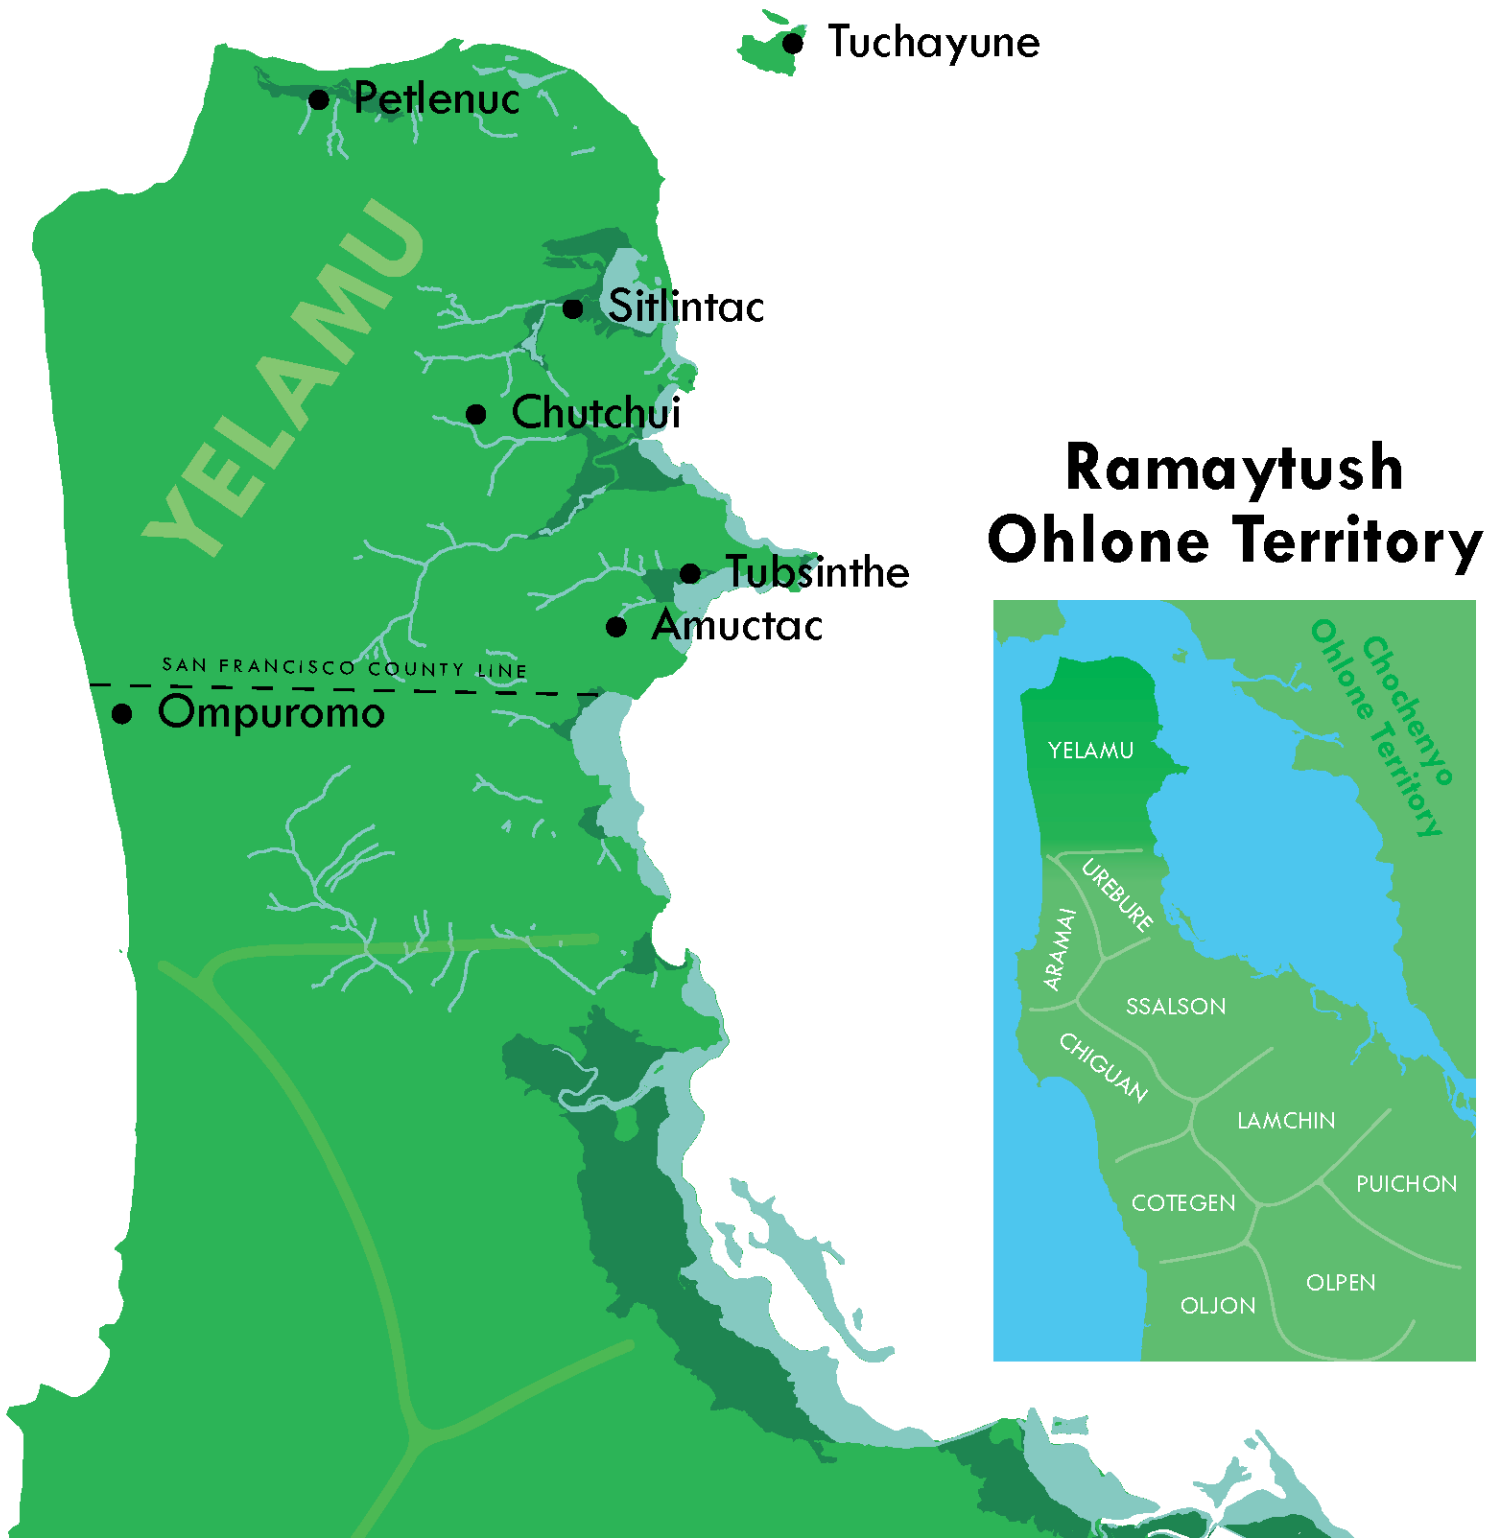 Tuchayune
Petlenuc
YELAMU
Sitlintac
Chutchui
Tubsinthe
Amuctac
SAN FRANCISCO COUNTY LINE
Ompuromo
Ramaytush
Ohlone Territory
Chochenyo
Ohlone Territory
YELAMU
UREBURE
ARAMAI
SSALSON
CHIGUAN
LAMCHIN
PUICHON
COTEGEN
OLPEN
OLJON